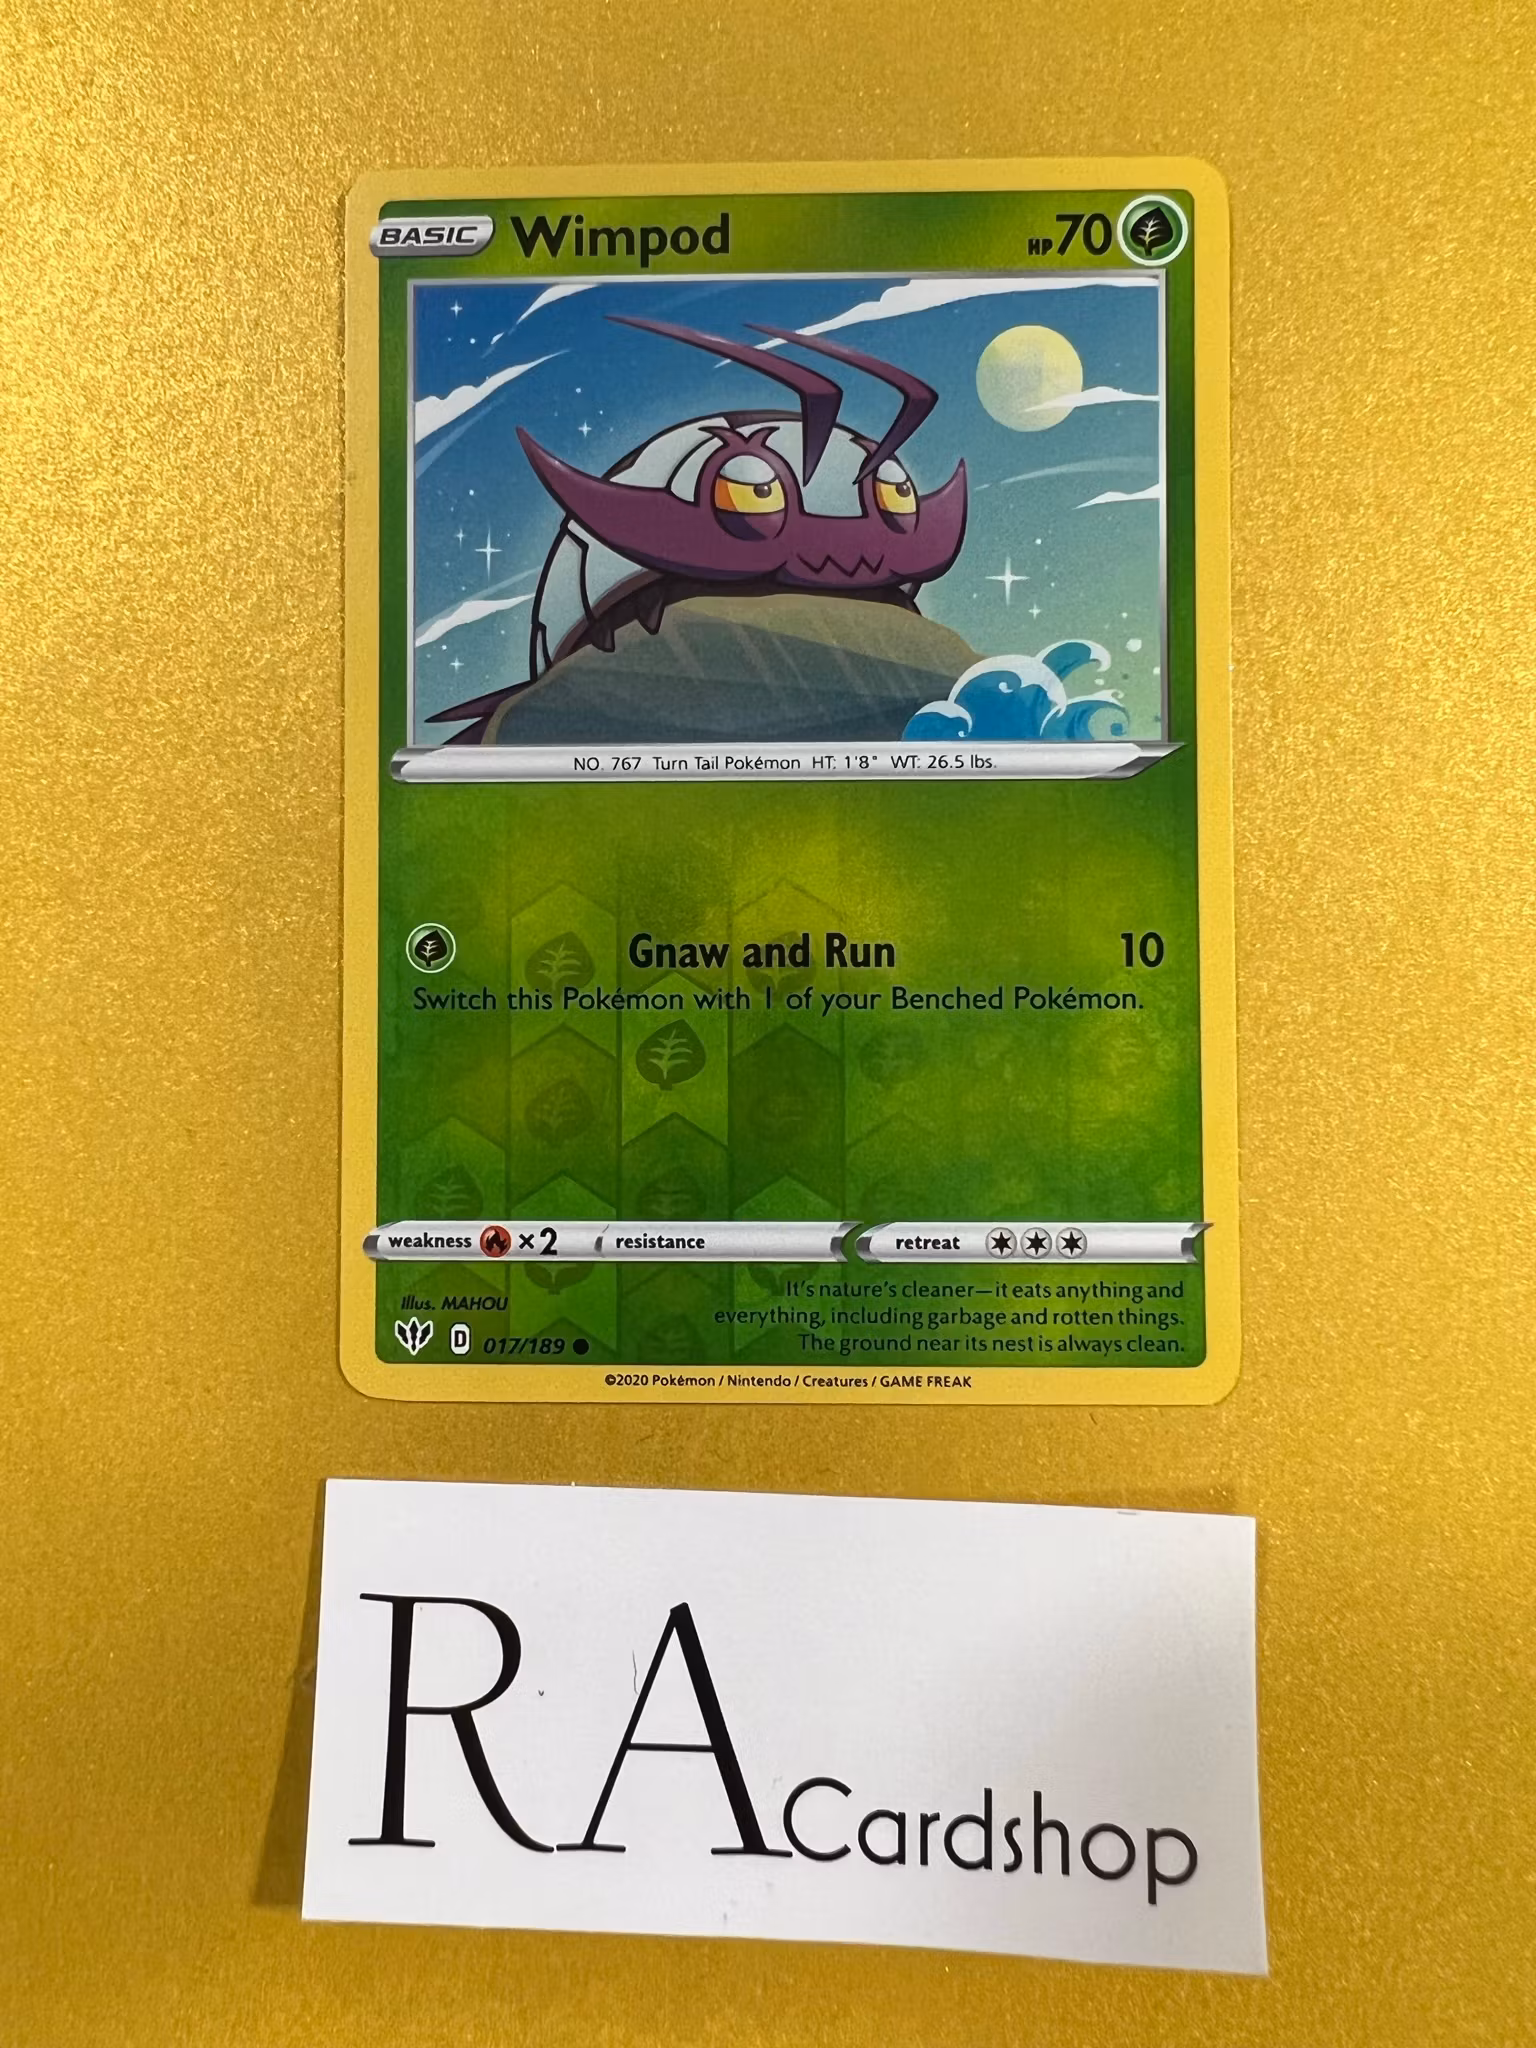 BASIC Wimpod HP 70
NO. 767 Turn Tail Pokémon HT: 1'8" WT: 26.5 lbs.
Gnaw and Run 10
Switch this Pokémon with 1 of your Benched Pokémon.
weakness ×2 resistance retreat
It's nature's cleaner—it eats anything and
everything, including garbage and rotten things.
The ground near its nest is always clean.
Illus. MAHOU
D 017/189 ●
©2020 Pokémon / Nintendo / Creatures / GAME FREAK
RA Cardshop